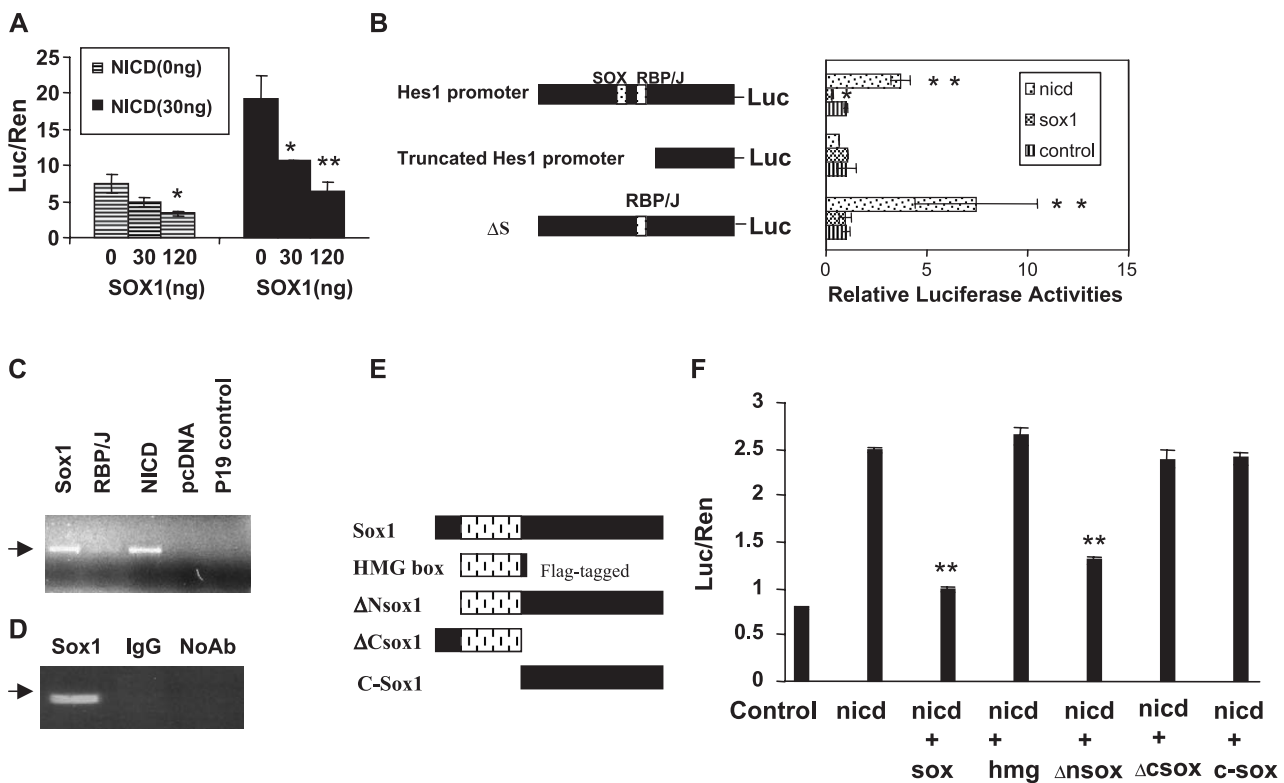 A
25
20
15
10
5
0
Luc/Ren
NICD(0ng)
NICD(30ng)
*
*
**
0 30 120 0 30 120
SOX1(ng) SOX1(ng)
B
SOX RBP/J
Hes1 promoter
Luc
Truncated Hes1 promoter
Luc
RBP/J
ΔS
Luc
* *
*
* *
nicd
sox1
control
0 5 10 15
Relative Luciferase Activities
C
Sox1
RBP/J
NICD
pcDNA
P19 control
D
Sox1 IgG NoAb
E
Sox1
HMG box Flag-tagged
ΔNsox1
ΔCsox1
C-Sox1
F
3
2.5
2
1.5
1
0.5
0
Luc/Ren
**
**
Control nicd nicd nicd nicd nicd nicd
+ + + + +
sox hmg Δnsox Δcsox c-sox